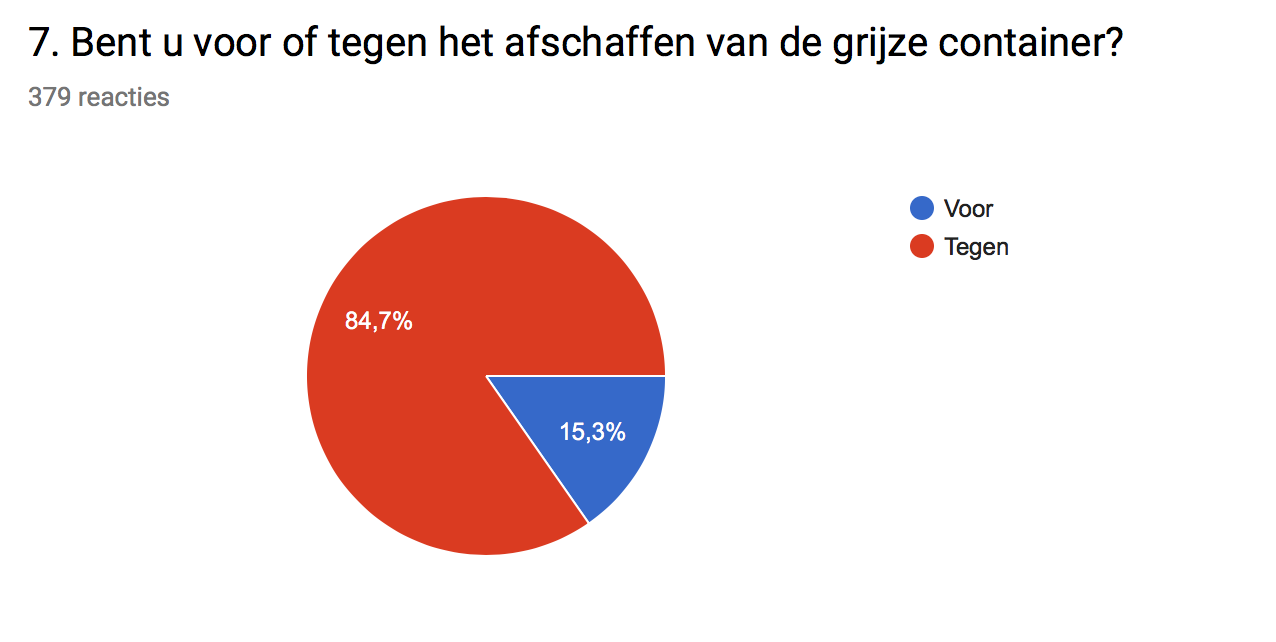 7. Bent u voor of tegen het afschaffen van de grijze container?
379 reacties
Voor
Tegen
84,7%
15,3%